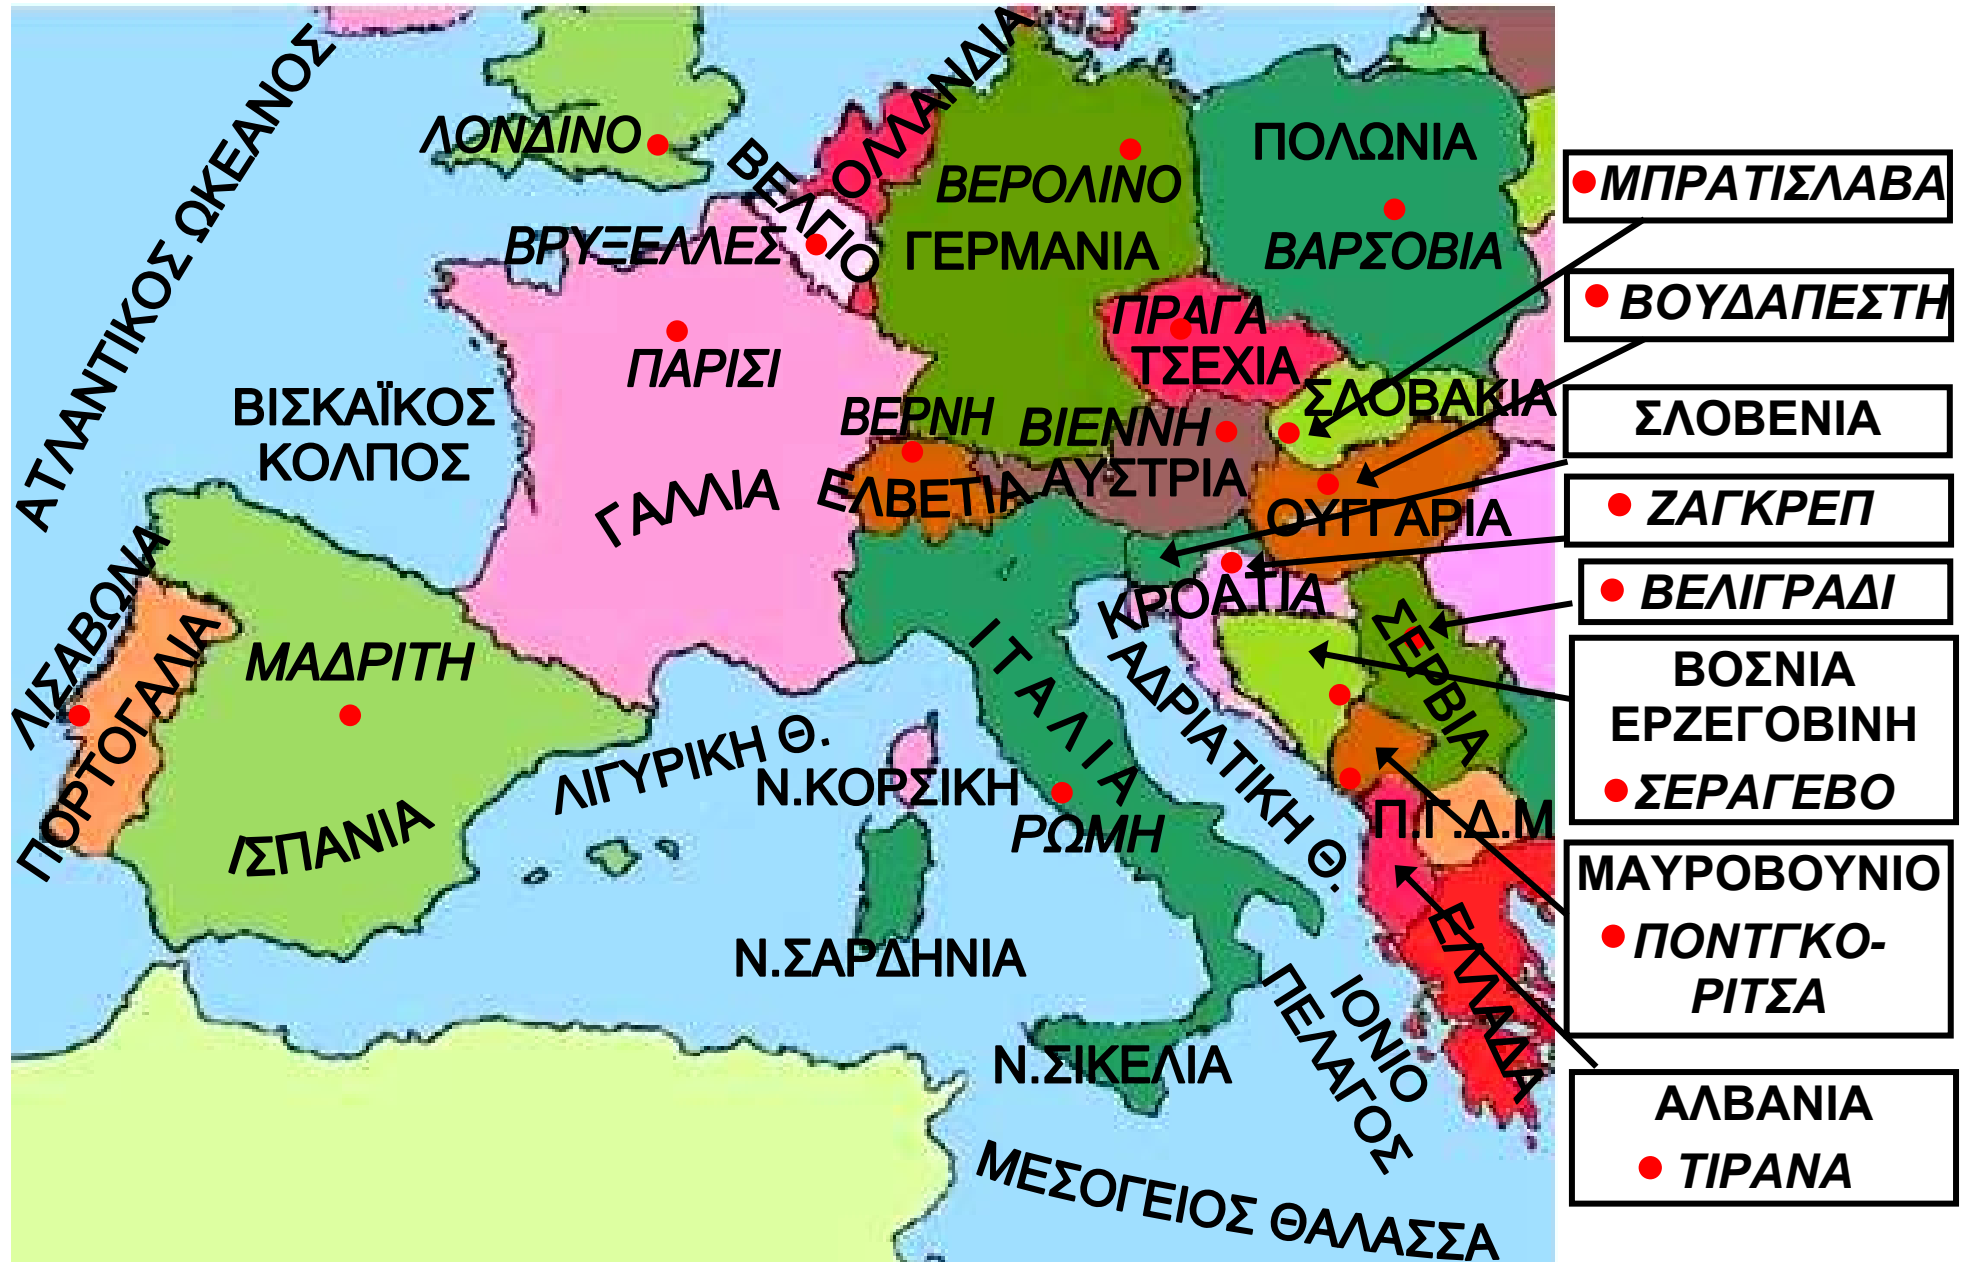 ΑΤΛΑΝΤΙΚΟΣ ΩΚΕΑΝΟΣ
ΛΟΝΔΙΝΟ
ΟΛΛΑΝΔΙΑ
ΒΕΛΓΙΟ
ΒΡΥΞΕΛΛΕΣ
ΒΕΡΟΛΙΝΟ
ΓΕΡΜΑΝΙΑ
ΠΟΛΩΝΙΑ
ΒΑΡΣΟΒΙΑ
ΠΑΡΙΣΙ
ΠΡΑΓΑ
ΤΣΕΧΙΑ
ΣΛΟΒΑΚΙΑ
ΒΙΣΚΑΪΚΟΣ
ΚΟΛΠΟΣ
ΒΕΡΝΗ
ΒΙΕΝΝΗ
ΑΥΣΤΡΙΑ
ΓΑΛΛΙΑ
ΕΛΒΕΤΙΑ
ΟΥΓΓΑΡΙΑ
ΚΡΟΑΤΙΑ
ΛΙΣΑΒΩΝΑ
ΠΟΡΤΟΓΑΛΙΑ
ΜΑΔΡΙΤΗ
ΙΣΠΑΝΙΑ
ΙΤΑΛΙΑ
ΑΔΡΙΑΤΙΚΗ Θ.
ΣΕΡΒΙΑ
ΛΙΓΥΡΙΚΗ Θ.
Ν.ΚΟΡΣΙΚΗ
ΡΩΜΗ
Π.Γ.Δ.Μ
Ν.ΣΑΡΔΗΝΙΑ
ΕΛΛΑΔΑ
ΙΟΝΙΟ
ΠΕΛΑΓΟΣ
Ν.ΣΙΚΕΛΙΑ
ΜΕΣΟΓΕΙΟΣ ΘΑΛΑΣΣΑ
ΜΠΡΑΤΙΣΛΑΒΑ
ΒΟΥΔΑΠΕΣΤΗ
ΣΛΟΒΕΝΙΑ
ΖΑΓΚΡΕΠ
ΒΕΛΙΓΡΑΔΙ
ΒΟΣΝΙΑ
ΕΡΖΕΓΟΒΙΝΗ
ΣΕΡΑΓΕΒΟ
ΜΑΥΡΟΒΟΥΝΙΟ
ΠΟΝΤΓΚΟ-
ΡΙΤΣΑ
ΑΛΒΑΝΙΑ
ΤΙΡΑΝΑ